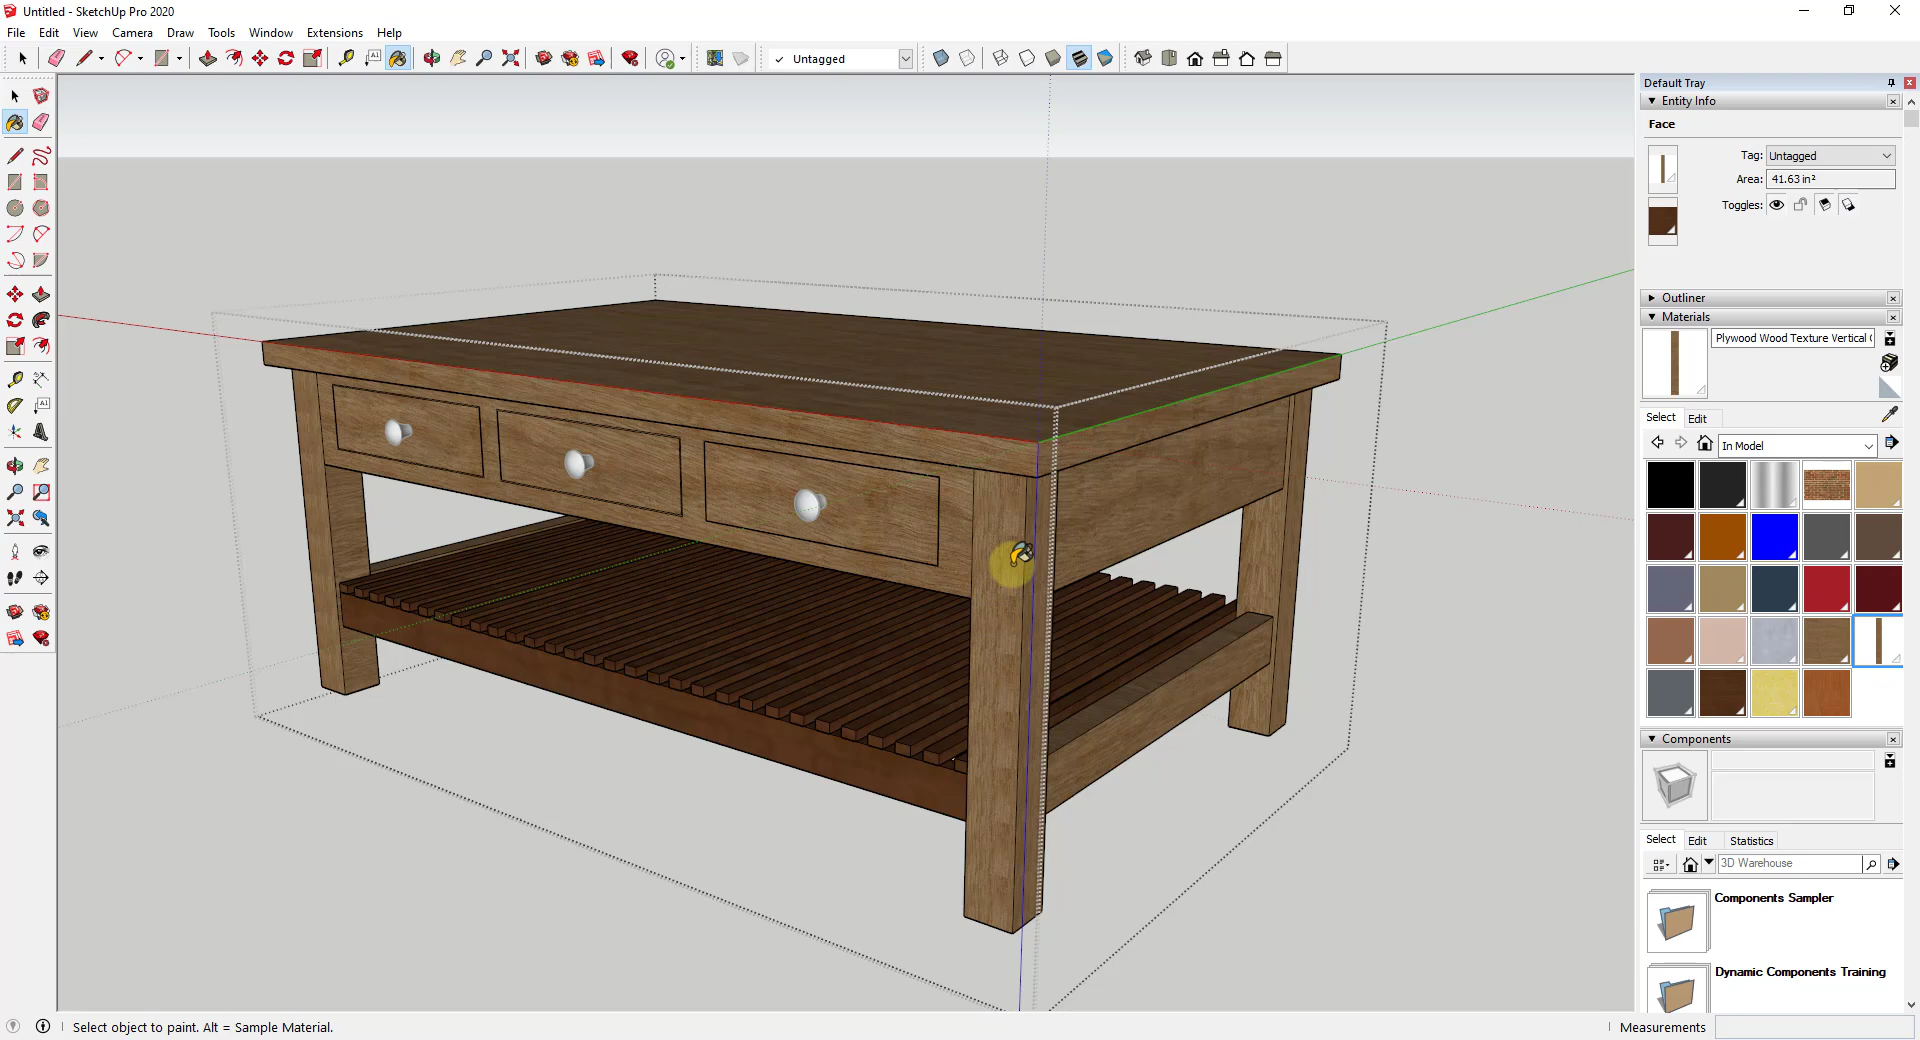 Untitled - SketchUp Pro 2020
File Edit View Camera Draw Tools Window Extensions Help
A1 ✓ Untagged
Default Tray
Entity Info
Face
Tag: Untagged
Area: 41.63 in²
Toggles:
Outliner
Materials
Plywood Wood Texture Vertical
Select Edit
In Model
A1
Components
Select Edit Statistics
3D Warehouse
Components Sampler
Dynamic Components Training
Select object to paint. Alt = Sample Material.
Measurements